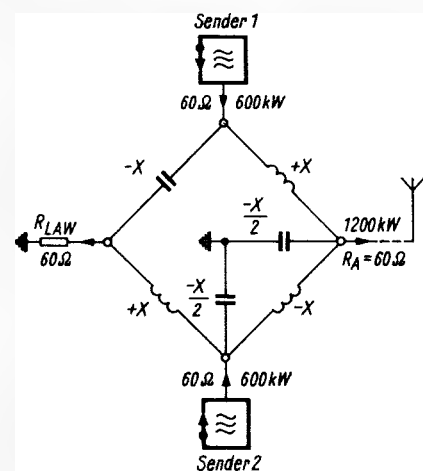 Sender 1
60Ω 600kW
-X
+X
-X/2
1200kW
R_LAW
60Ω
R_A = 60Ω
+X
-X/2
-X
60Ω 600kW
Sender 2